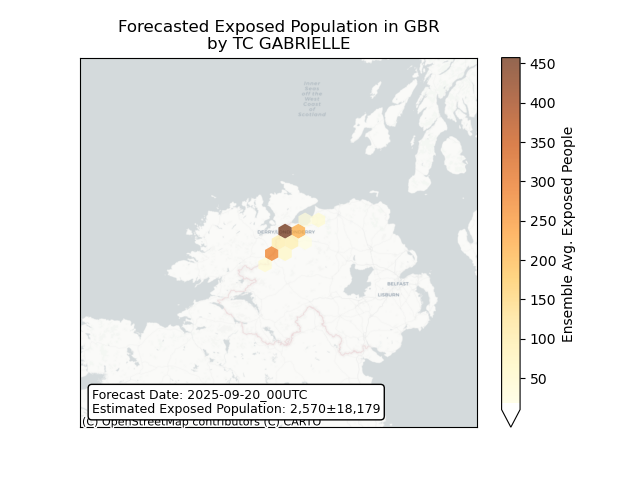 Forecasted Exposed Population in GBR
by TC GABRIELLE
Inner
Seas
off the
West
Coast
of
Scotland
BELFAST
LISBURN
450
400
350
300
250
200
150
100
50
Ensemble Avg. Exposed People
Forecast Date: 2025-09-20_00UTC
Estimated Exposed Population: 2,570±18,179
(C) OpenStreetMap contributors (C) CARTO